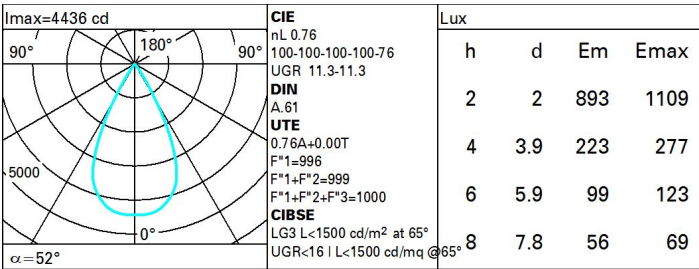 Imax=4436 cd
90°
180°
90°
5000
0°
α=52°
CIE
nL 0.76
100-100-100-100-76
UGR 11.3-11.3
DIN
A.61
UTE
0.76A+0.00T
F"1=996
F"1+F"2=999
F"1+F"2+F"3=1000
CIBSE
LG3 L<1500 cd/m² at 65°
UGR<16 | L<1500 cd/mq @65°
Lux
h d Em Emax
2 2 893 1109
4 3.9 223 277
6 5.9 99 123
8 7.8 56 69